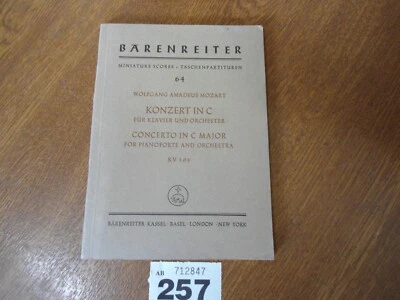 BÄRENREITER
MINIATURE SCORES • TASCHENPARTITUREN
64
WOLFGANG AMADEUS MOZART
KONZERT IN C
FÜR KLAVIER UND ORCHESTER
CONCERTO IN C MAJOR
FOR PIANOFORTE AND ORCHESTRA
KV 503
BÄRENREITER KASSEL · BASEL · LONDON · NEW YORK
AB 712847
257